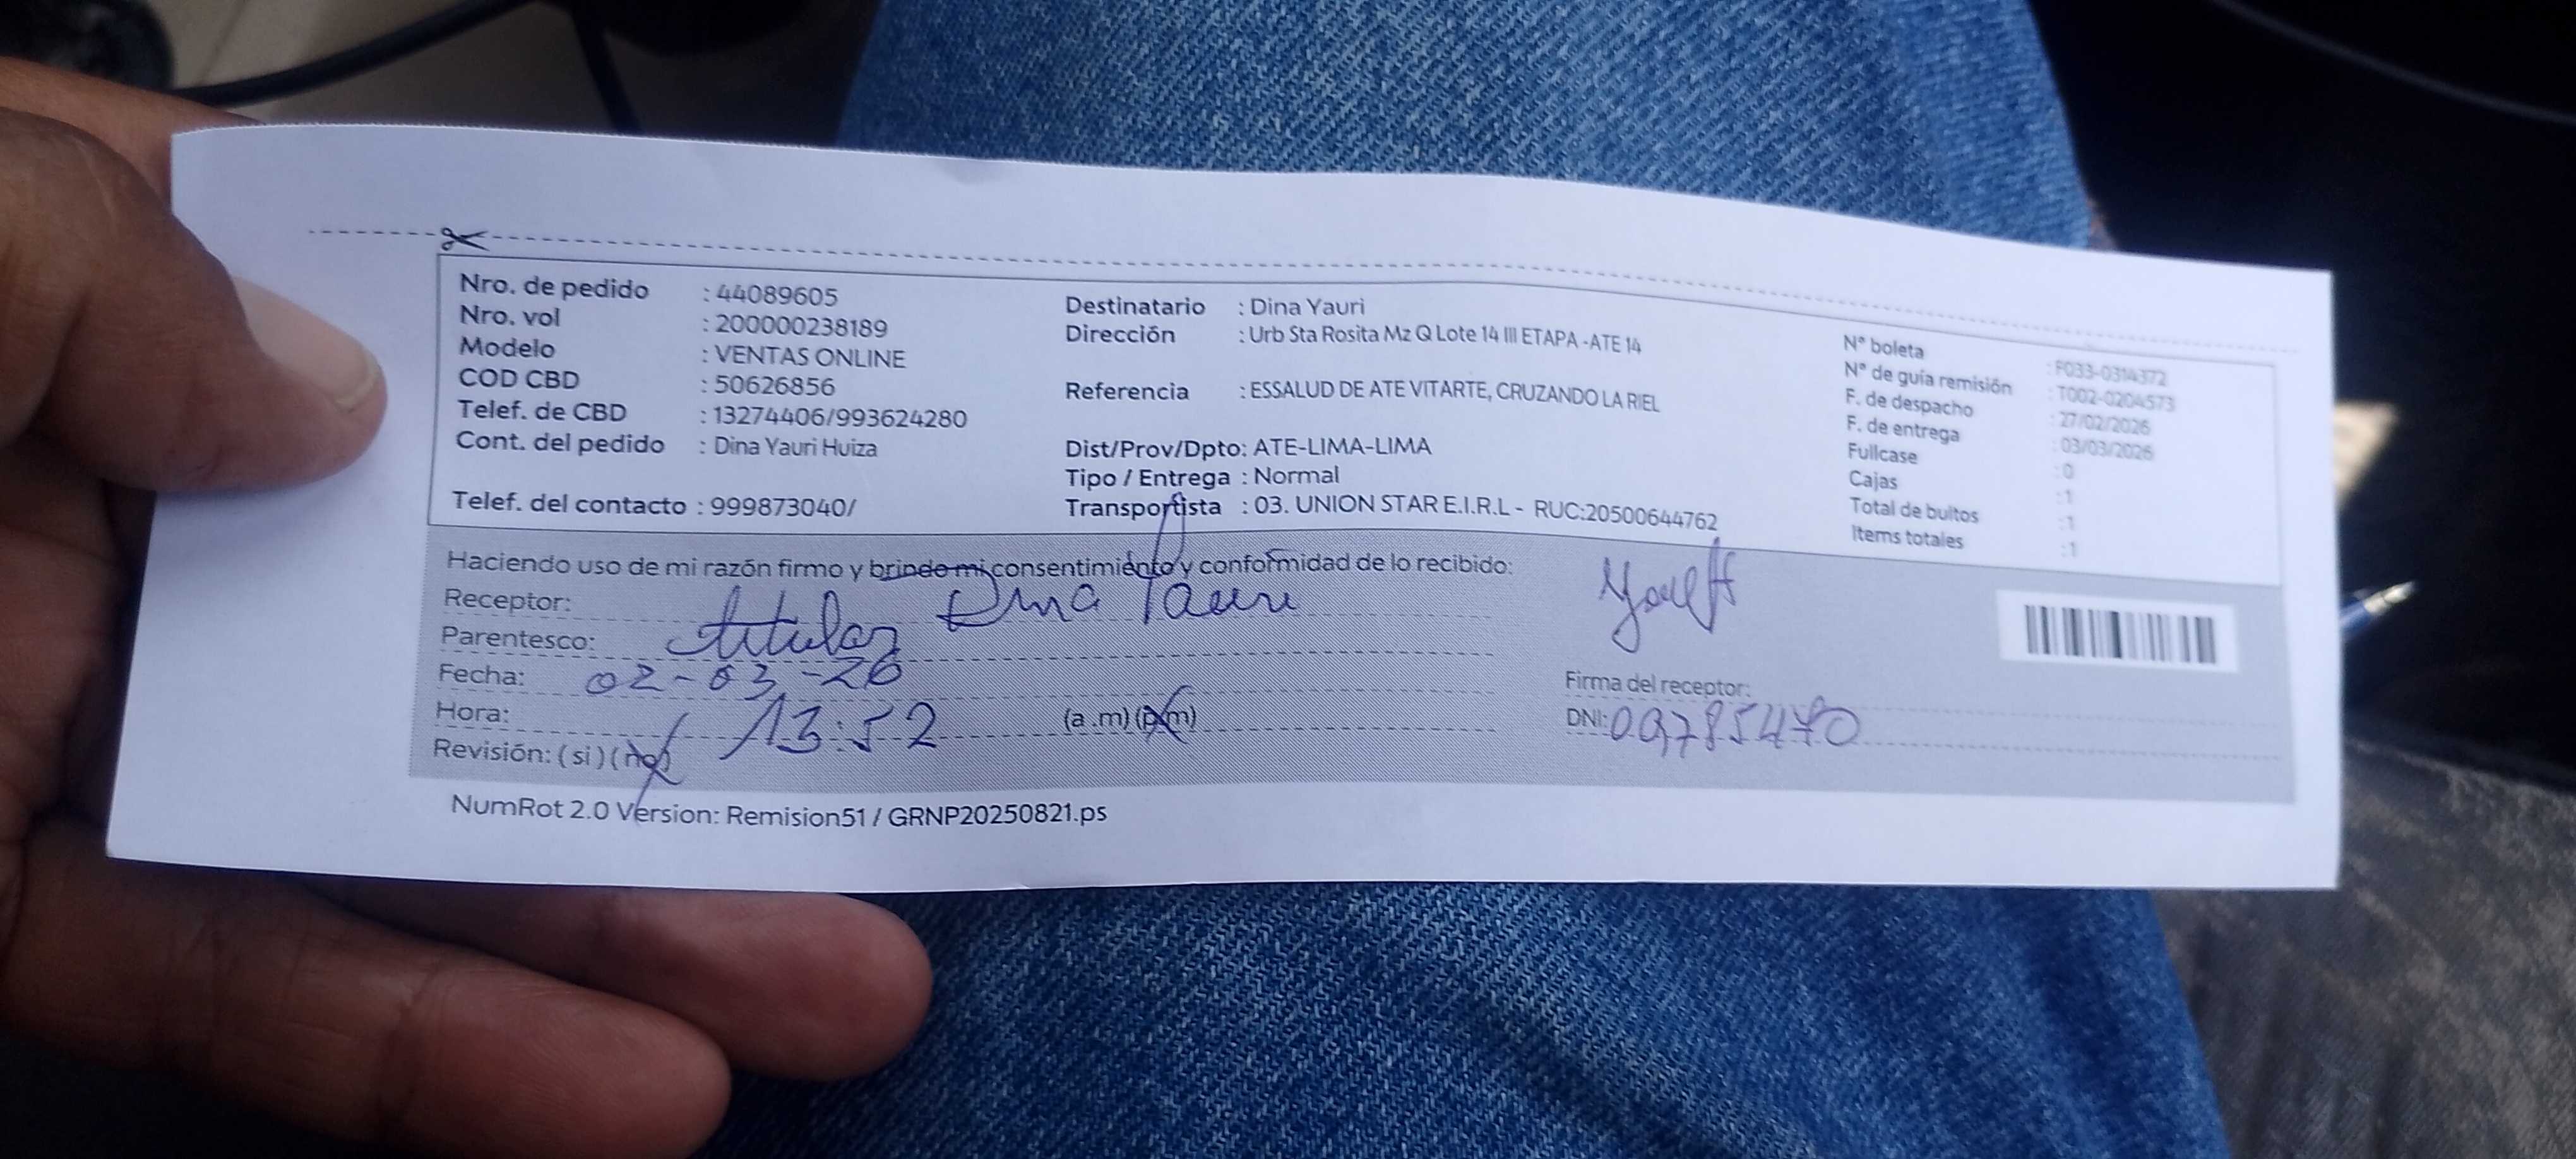 Nro. de pedido : 44089605
Nro. vol : 200000238189
Modelo : VENTAS ONLINE
COD CBD : 50626856
Telef. de CBD : 13274406/993624280
Cont. del pedido : Dina Yauri Huiza
Telef. del contacto : 999873040/
Destinatario : Dina Yauri
Dirección : Urb Sta Rosita Mz Q Lote 14 III ETAPA -ATE 14
Referencia : ESSALUD DE ATE VITARTE, CRUZANDO LA RIEL
Dist/Prov/Dpto: ATE-LIMA-LIMA
Tipo / Entrega : Normal
Transportista : 03. UNION STAR E.I.R.L - RUC:20500644762
N° boleta : F033-0314372
N° de guía remisión : T002-0204573
F. de despacho : 27/02/2026
F. de entrega : 03/03/2026
Fullcase : 0
Cajas : 1
Total de bultos : 1
Items totales : 1
Haciendo uso de mi razón firmo y brindo mi consentimiento y conformidad de lo recibido:
Receptor: Dina Yauri
Parentesco: titular
Fecha: 02-03-26
Hora: 13:52 (a.m) (p.m)
Revisión: (si) (no)
Firma del receptor:
DNI: 09785470
NumRot 2.0 Version: Remision51 / GRNP20250821.ps